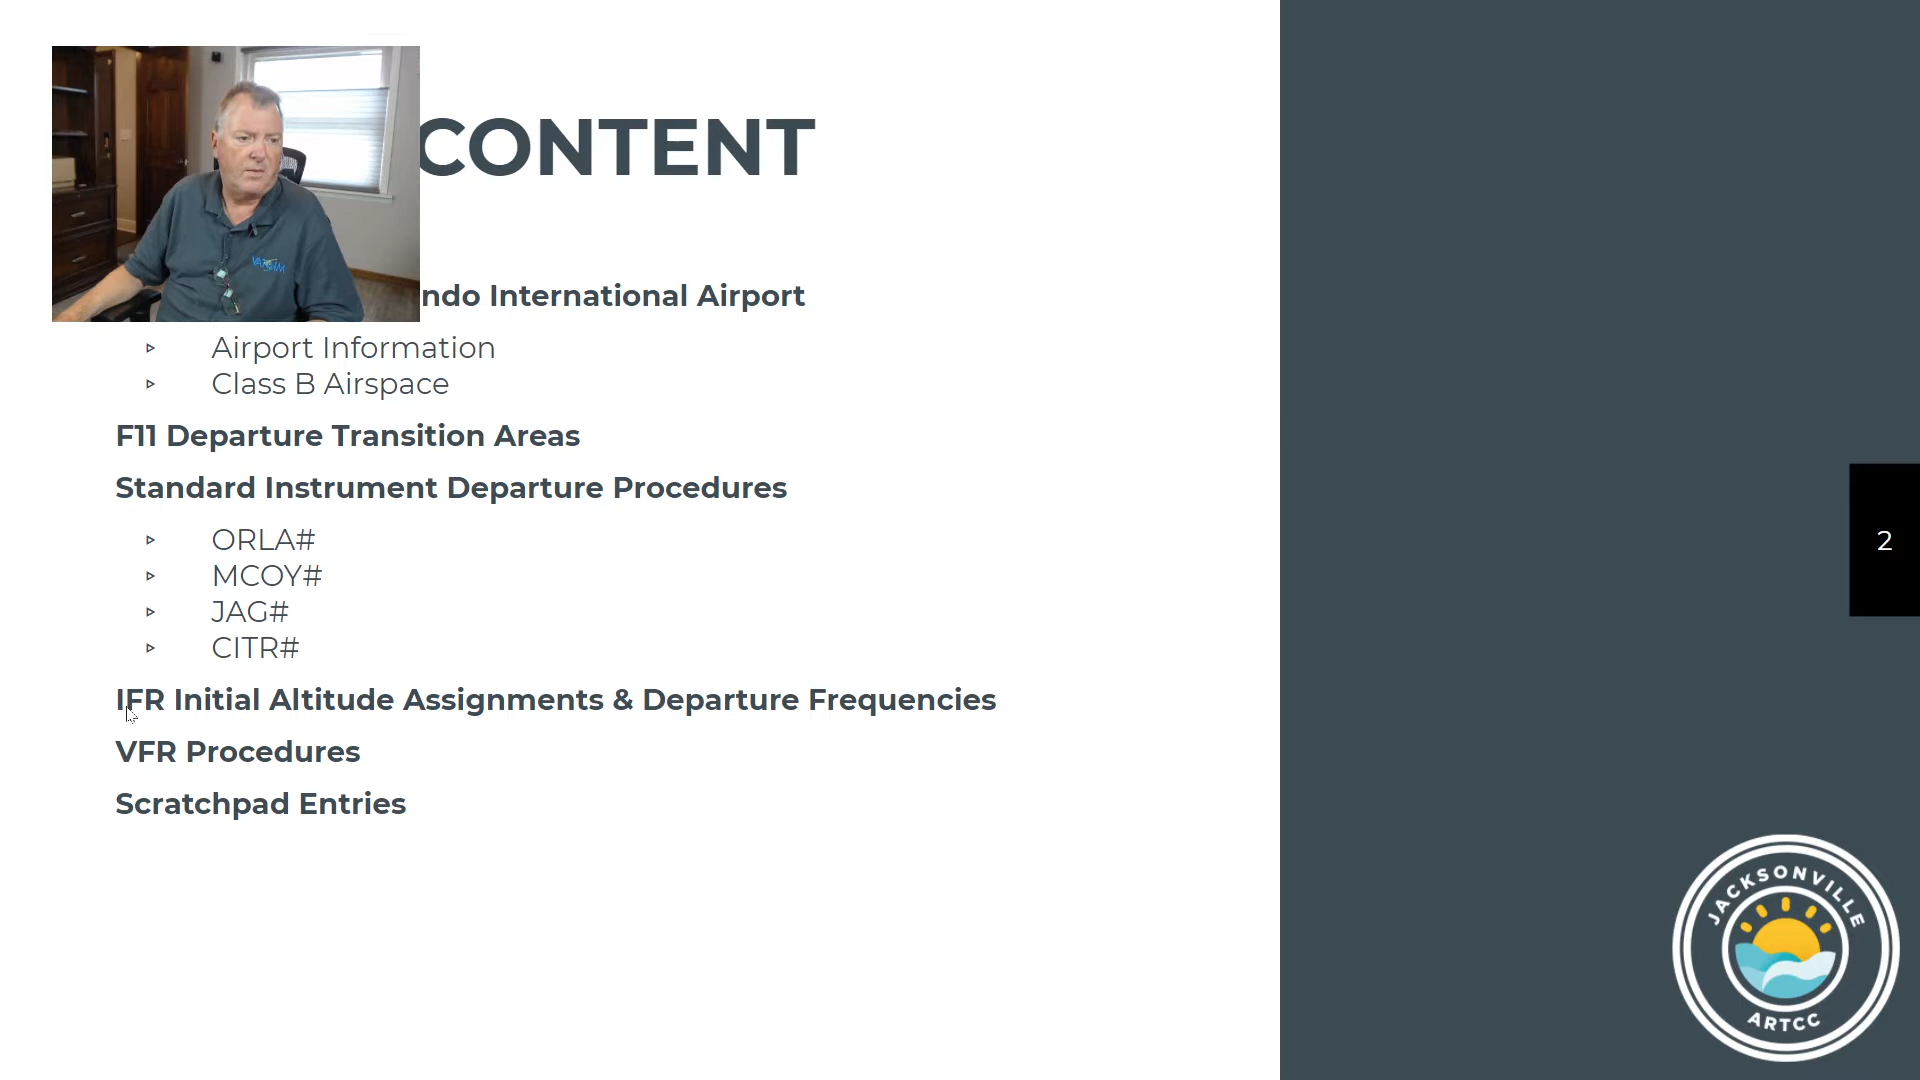 CONTENT
ndo International Airport
Airport Information
Class B Airspace
F11 Departure Transition Areas
Standard Instrument Departure Procedures
ORLA#
MCOY#
JAG#
CITR#
IFR Initial Altitude Assignments & Departure Frequencies
VFR Procedures
Scratchpad Entries
2
JACKSONVILLE
ARTCC
VATSIM